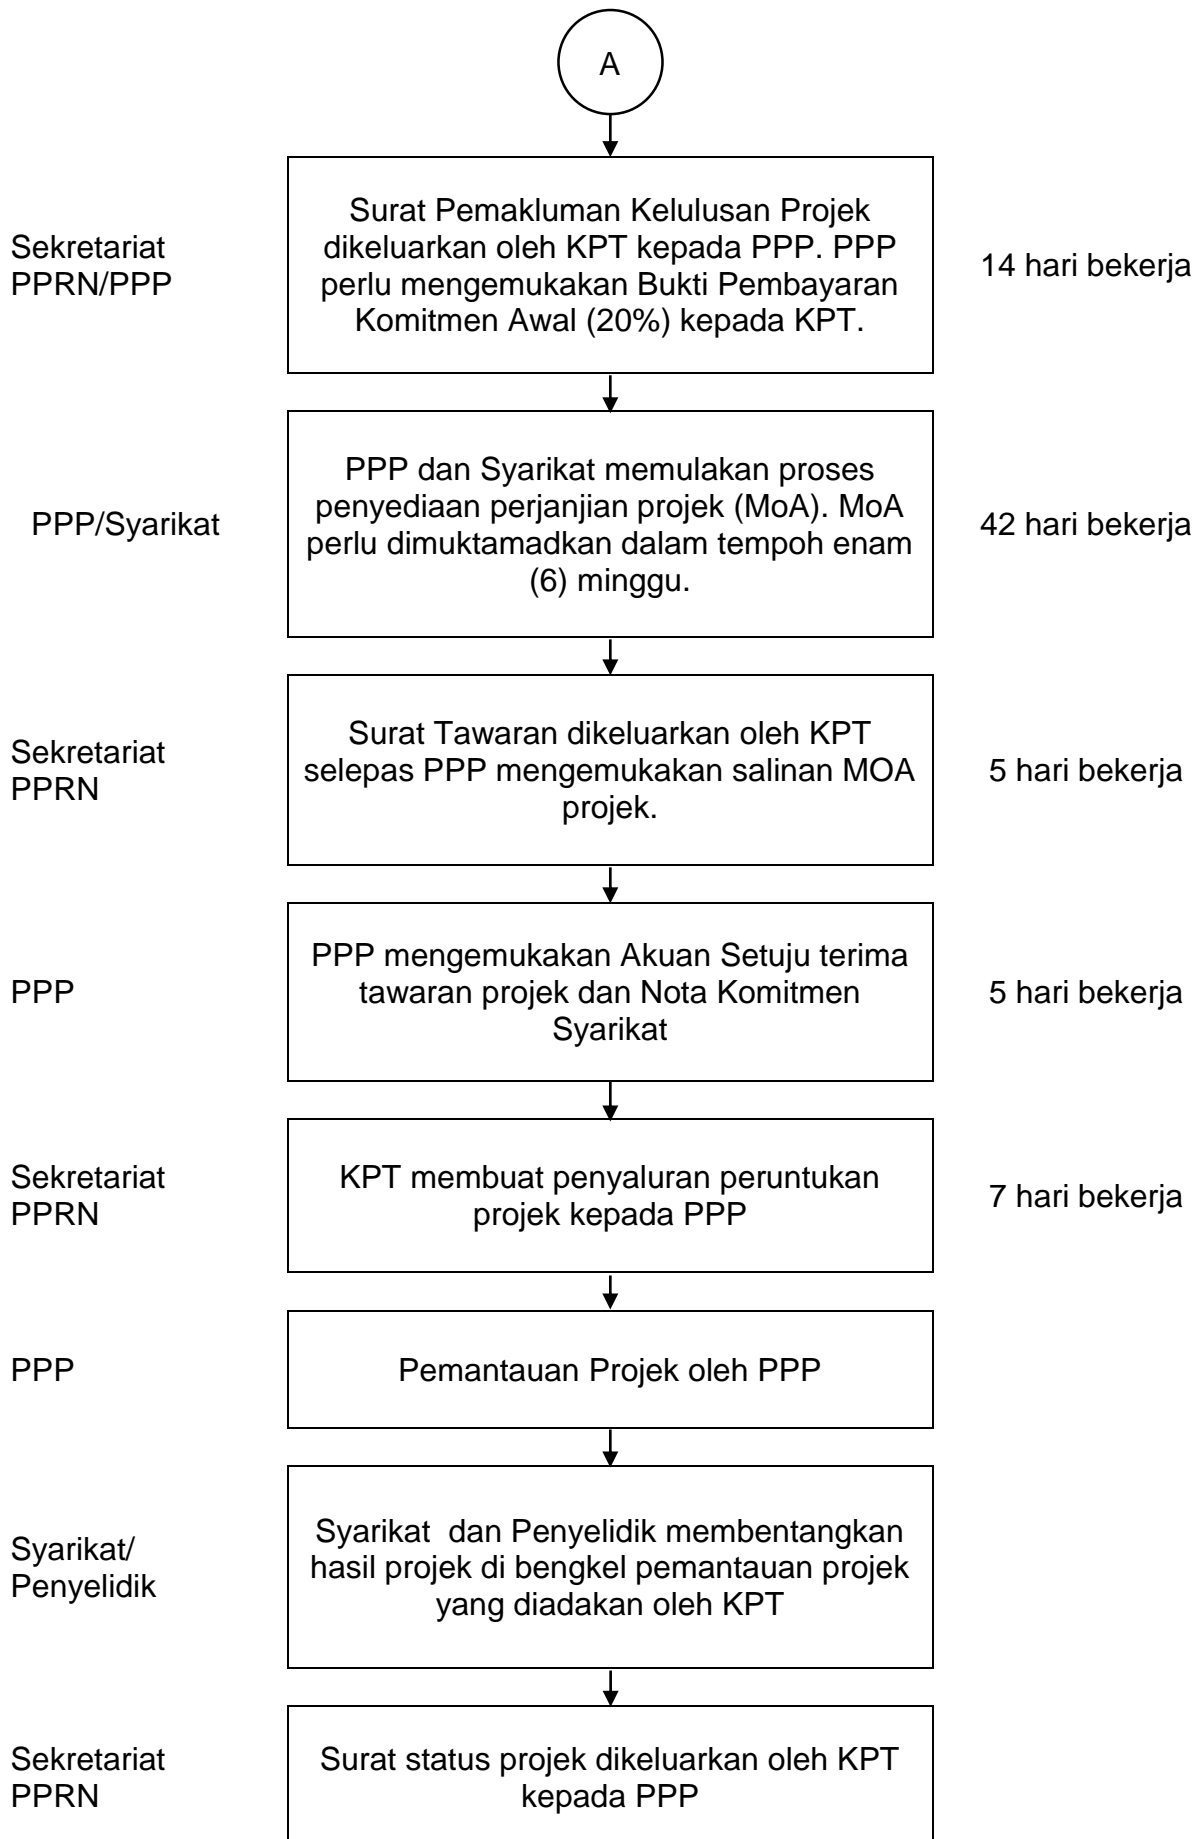 A
Sekretariat
PPRN/PPP
Surat Pemakluman Kelulusan Projek
dikeluarkan oleh KPT kepada PPP. PPP
perlu mengemukakan Bukti Pembayaran
Komitmen Awal (20%) kepada KPT.
14 hari bekerja
PPP/Syarikat
PPP dan Syarikat memulakan proses
penyediaan perjanjian projek (MoA). MoA
perlu dimuktamadkan dalam tempoh enam
(6) minggu.
42 hari bekerja
Sekretariat
PPRN
Surat Tawaran dikeluarkan oleh KPT
selepas PPP mengemukakan salinan MOA
projek.
5 hari bekerja
PPP
PPP mengemukakan Akuan Setuju terima
tawaran projek dan Nota Komitmen
Syarikat
5 hari bekerja
Sekretariat
PPRN
KPT membuat penyaluran peruntukan
projek kepada PPP
7 hari bekerja
PPP
Pemantauan Projek oleh PPP
Syarikat/
Penyelidik
Syarikat  dan Penyelidik membentangkan
hasil projek di bengkel pemantauan projek
yang diadakan oleh KPT
Sekretariat
PPRN
Surat status projek dikeluarkan oleh KPT
kepada PPP